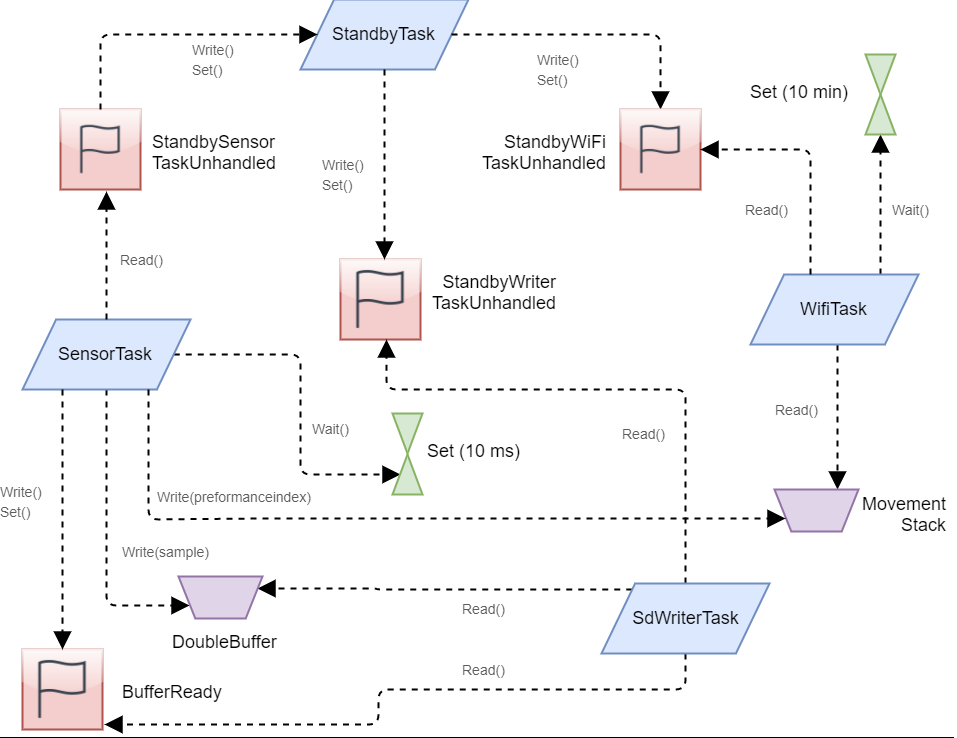 StandbyTask
Write()
Set()
Write()
Set()
Set (10 min)
StandbySensor
TaskUnhandled
StandbyWiFi
TaskUnhandled
Write()
Set()
Read()
Wait()
Read()
StandbyWriter
TaskUnhandled
WifiTask
SensorTask
Read()
Wait()
Read()
Set (10 ms)
Write()
Set()
Write(preformanceindex)
Movement
Stack
Write(sample)
Read()
SdWriterTask
DoubleBuffer
Read()
BufferReady